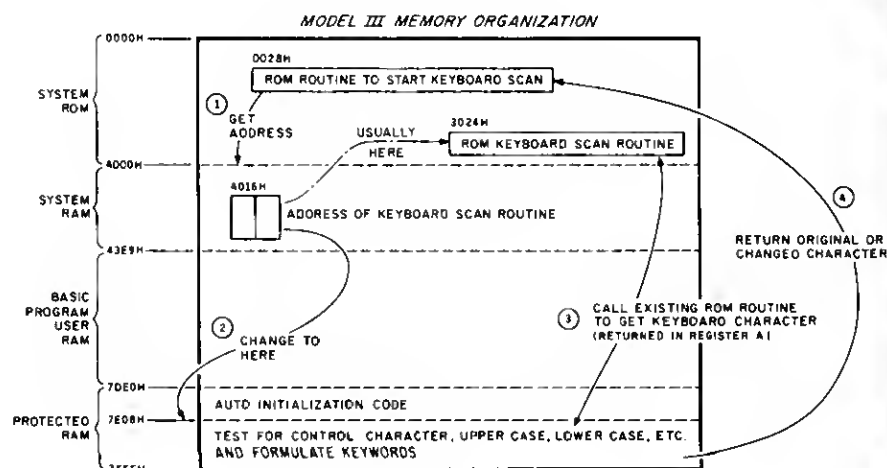 MODEL III MEMORY ORGANIZATION
0000H
0028H
ROM ROUTINE TO START KEYBOARD SCAN
SYSTEM
ROM
1
GET
ADDRESS
USUALLY
HERE
3024H
ROM KEYBOARD SCAN ROUTINE
4000H
4016H
SYSTEM
RAM
ADDRESS OF KEYBOARD SCAN ROUTINE
4
RETURN ORIGINAL OR
CHANGED CHARACTER
43E9H
BASIC
PROGRAM
USER
RAM
2
CHANGE TO
HERE
3
CALL EXISTING ROM ROUTINE
TO GET KEYBOARD CHARACTER
(RETURNED IN REGISTER A)
7DE0H
AUTO INITIALIZATION CODE
PROTECTED
RAM
7E08H
TEST FOR CONTROL CHARACTER, UPPER CASE, LOWER CASE, ETC.
AND FORMULATE KEYWORDS